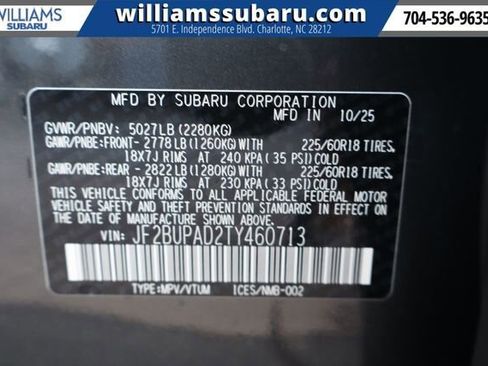 WILLIAMS
SUBARU
williamssubaru.com
5701 E. Independence Blvd. Charlotte, NC 28212
704-536-9635
MFD BY SUBARU CORPORATION 10/25
GVWR/PNBV: 5027LB (2280KG)
GAWR/PNBE:FRONT- 2778 LB (1260KG) WITH 225/60R18 TIRES,
18X7J RIMS AT 240 KPA (35 PSI) COLD
GAWR/PNBE:REAR - 2822 LB (1280KG) WITH 225/60R18 TIRES,
18X7J RIMS AT 230 KPA (33 PSI) COLD
THIS VEHICLE CONFORMS TO ALL APPLICABLE FEDERAL MOTOR
VEHICLE SAFETY AND THEFT PREVENTION STANDARDS IN EFFECT
ON THE DATE OF MANUFACTURE SHOWN ABOVE.
VIN: JF2BUPAD2TY460713
TYPE:MPV/VTUM ICES/NMB-002